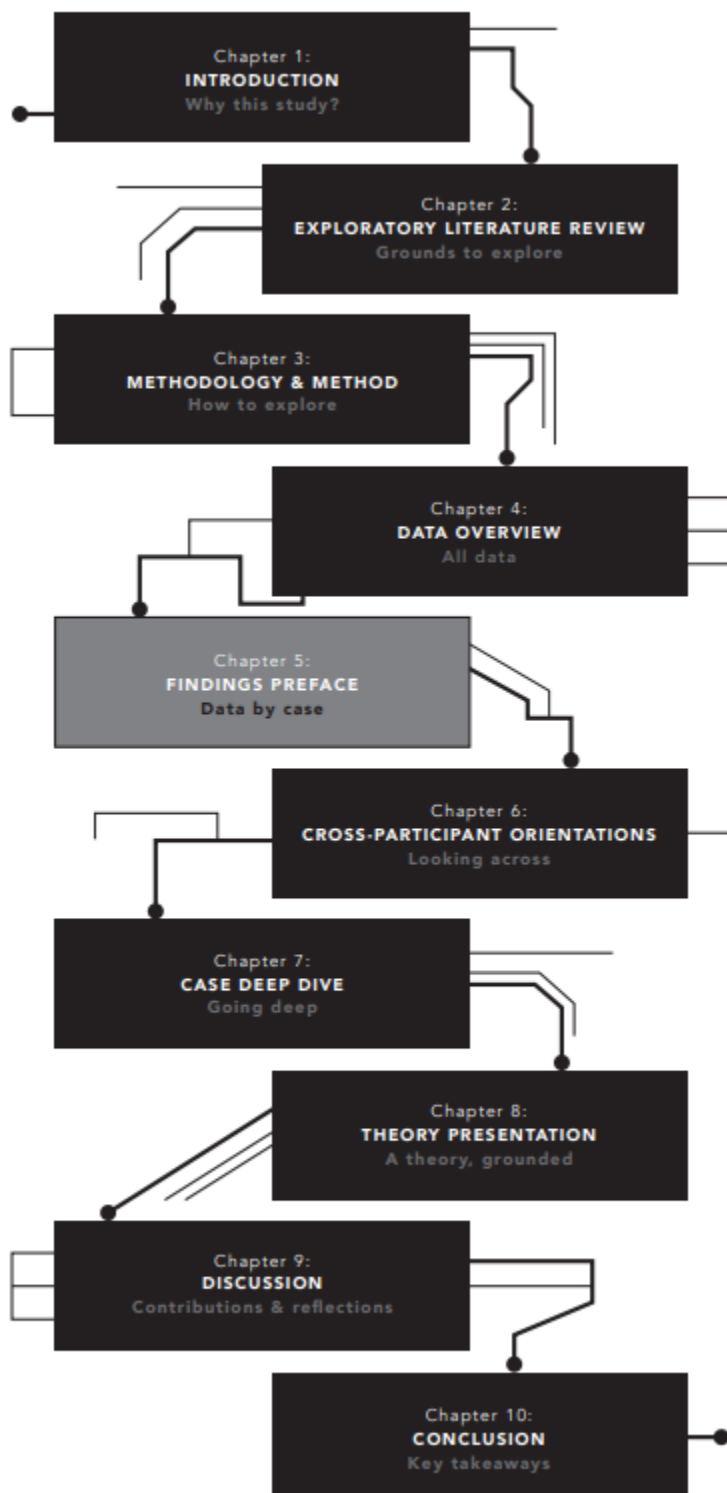 Chapter 1:
INTRODUCTION
Why this study?
Chapter 2:
EXPLORATORY LITERATURE REVIEW
Grounds to explore
Chapter 3:
METHODOLOGY & METHOD
How to explore
Chapter 4:
DATA OVERVIEW
All data
Chapter 5:
FINDINGS PREFACE
Data by case
Chapter 6:
CROSS-PARTICIPANT ORIENTATIONS
Looking across
Chapter 7:
CASE DEEP DIVE
Going deep
Chapter 8:
THEORY PRESENTATION
A theory, grounded
Chapter 9:
DISCUSSION
Contributions & reflections
Chapter 10:
CONCLUSION
Key takeaways